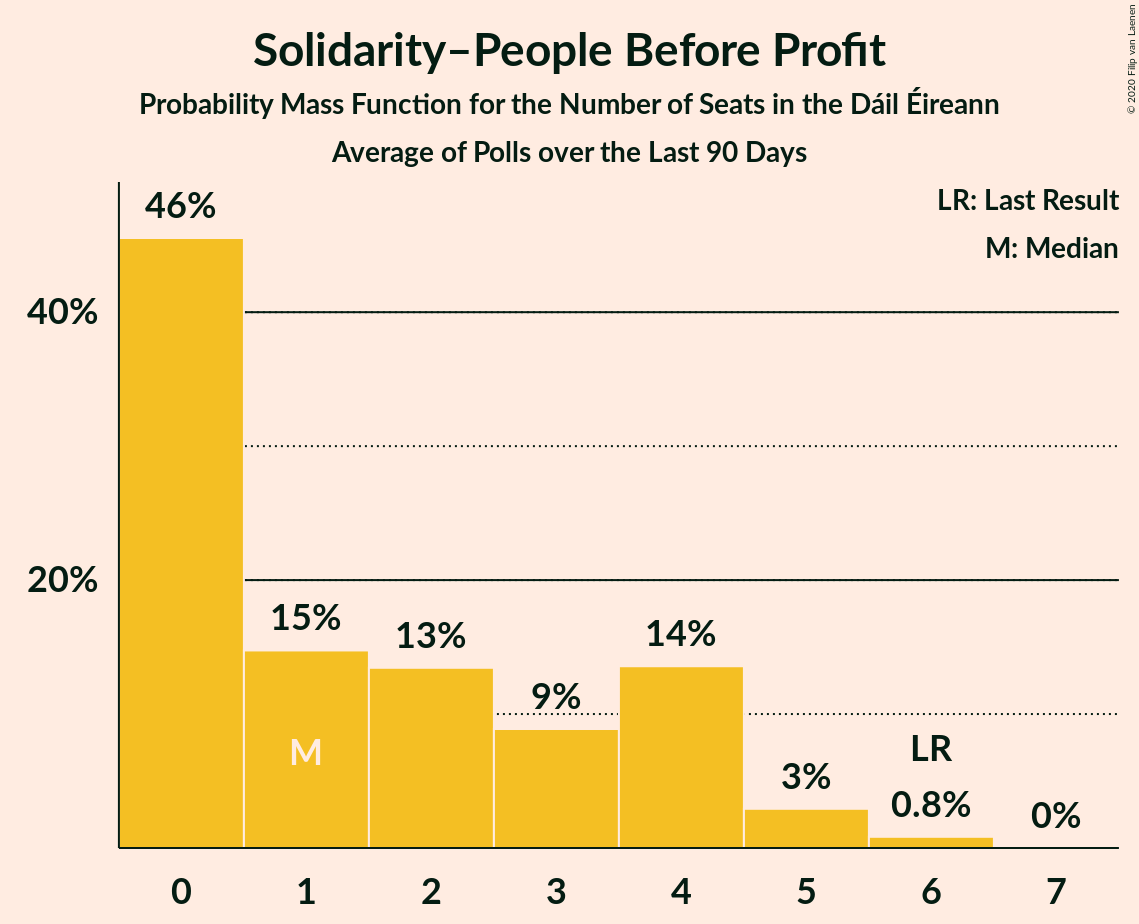 Solidarity–People Before Profit
Probability Mass Function for the Number of Seats in the Dáil Éireann
Average of Polls over the Last 90 Days
© 2020 Filip van Laenen
LR: Last Result
M: Median
46%
40%
20%
15%
13%
9%
14%
3%
LR
0.8%
0%
M
0 1 2 3 4 5 6 7